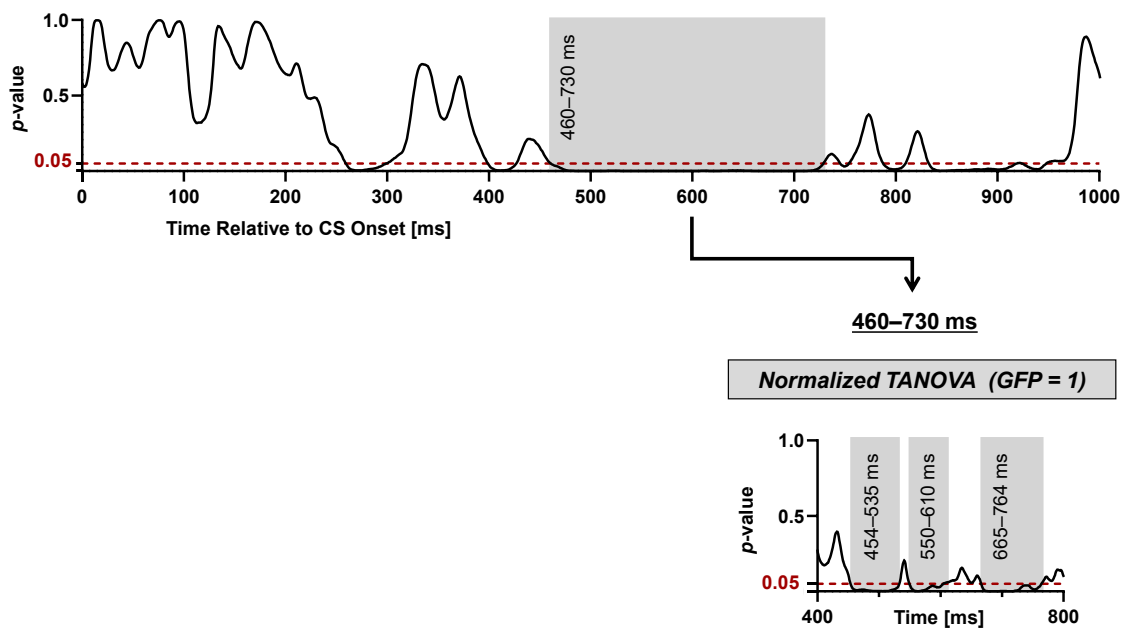 1.0
0.5
0.05
p-value
460–730 ms
0 100 200 300 400 500 600 700 800 900 1000
Time Relative to CS Onset [ms]
460–730 ms
Normalized TANOVA (GFP = 1)
1.0
0.5
0.05
p-value
454–535 ms
550–610 ms
665–764 ms
400 800
Time [ms]